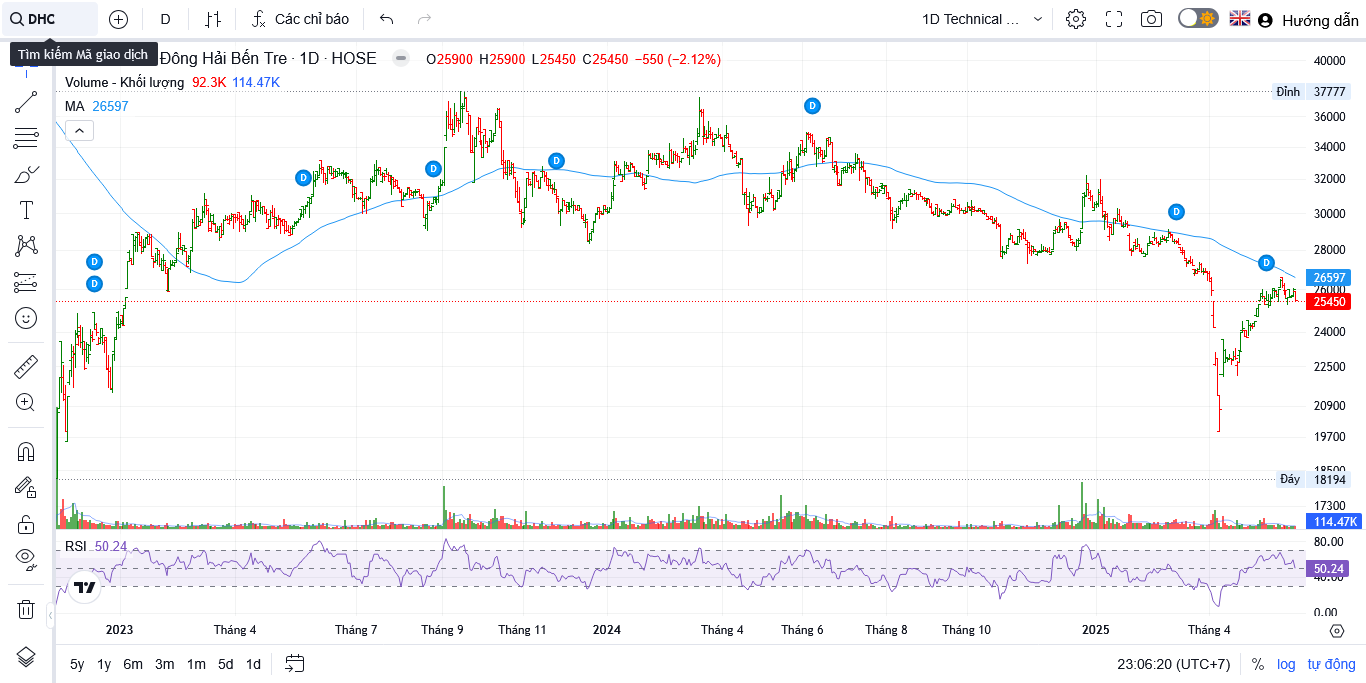 DHC
D
Các chỉ báo
1D Technical ...
Hướng dẫn
Tìm kiếm Mã giao dịch
Đông Hải Bến Tre · 1D · HOSE
O25900 H25900 L25450 C25450 −550 (−2.12%)
Volume - Khối lượng 92.3K 114.47K
MA 26597
40000
Đỉnh 37777
36000
34000
32000
30000
28000
26597
26000
25450
24000
22500
20900
19700
18500
Đáy 18194
17300
114.47K
D
D
D
D
D
D
D
D
RSI 50.24
80.00
50.24
40.00
0.00
2023
Tháng 4
Tháng 7
Tháng 9
Tháng 11
2024
Tháng 4
Tháng 6
Tháng 8
Tháng 10
2025
Tháng 4
5y 1y 6m 3m 1m 5d 1d
23:06:20 (UTC+7)
% log tự động